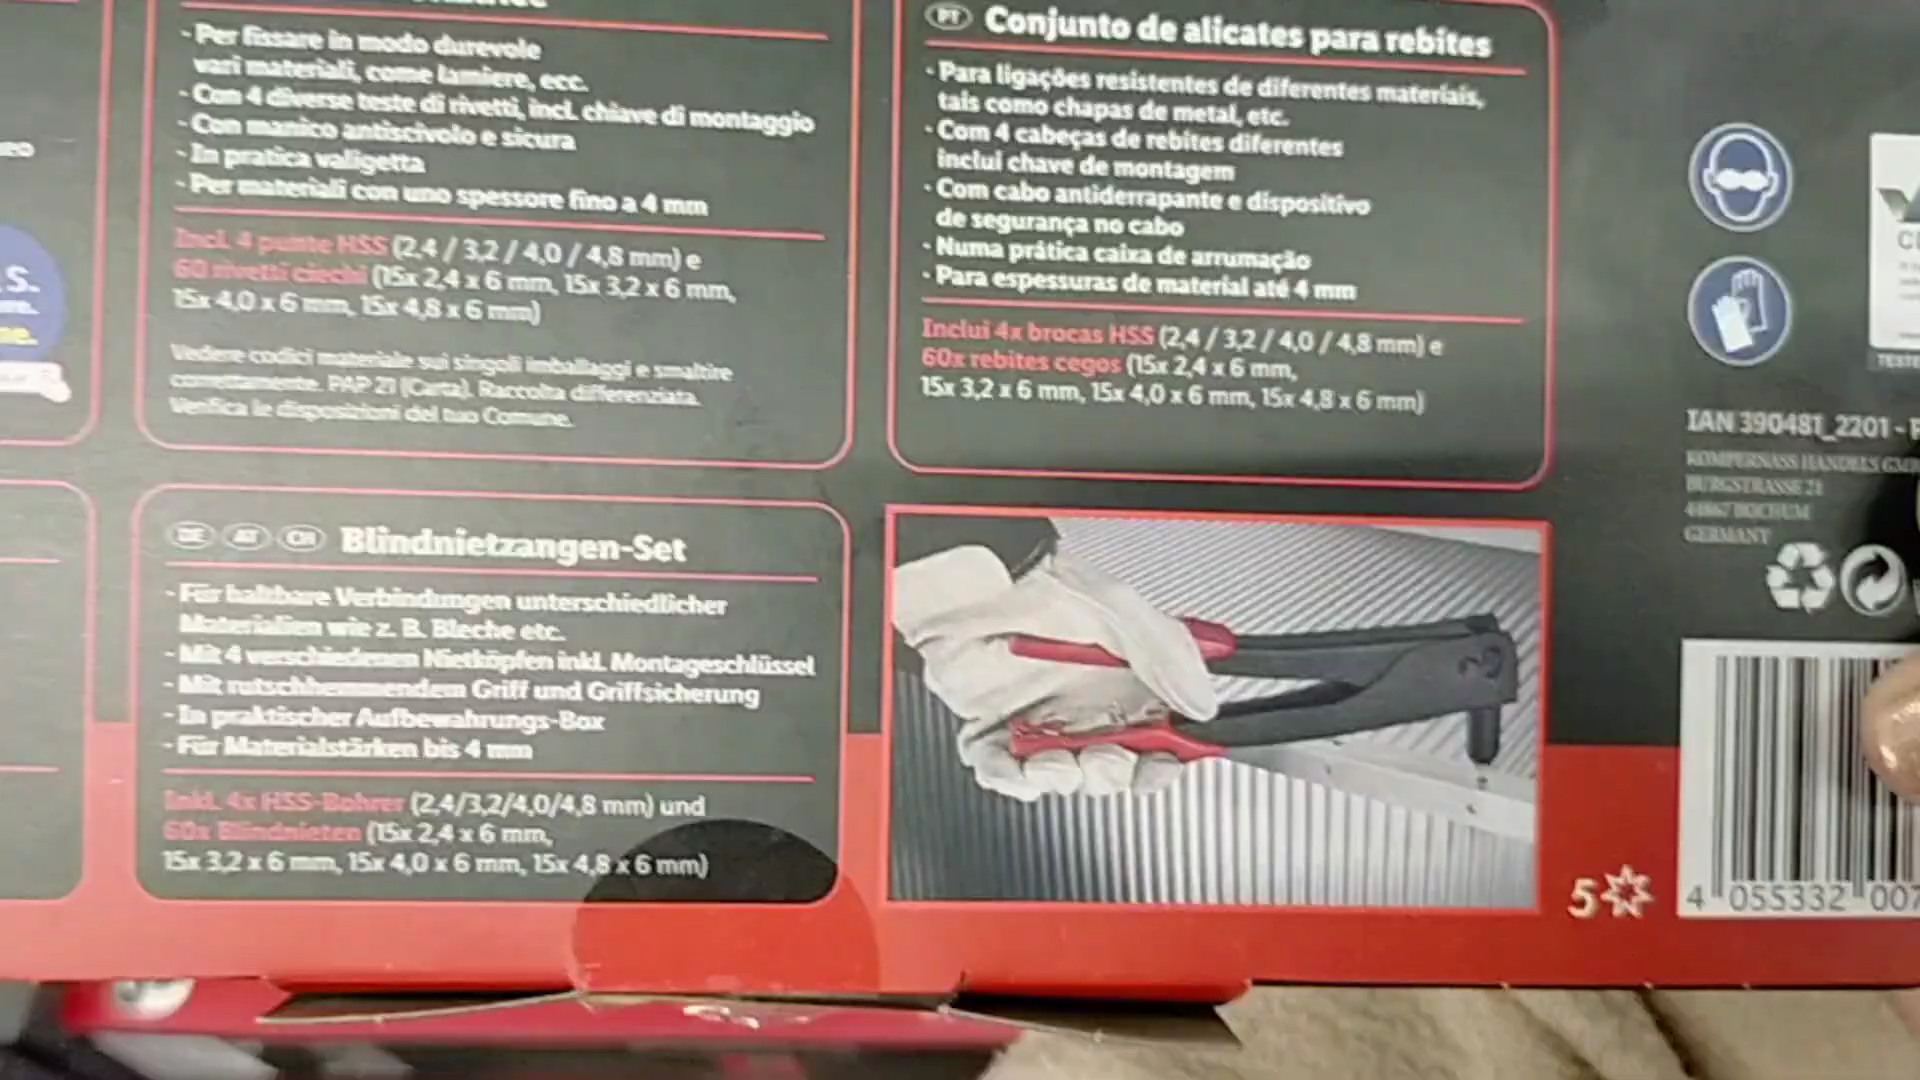 - Per fissare in modo durevole
vari materiali, come lamiere, ecc.
- Con 4 diverse teste di rivetti, incl. chiave di montaggio
- Con manico antiscivolo e sicura
- In pratica valigetta
- Per materiali con uno spessore fino a 4 mm
Incl. 4 punte HSS (2,4 / 3,2 / 4,0 / 4,8 mm) e
60 rivetti ciechi (15x 2,4 x 6 mm, 15x 3,2 x 6 mm,
15x 4,0 x 6 mm, 15x 4,8 x 6 mm)
Vedere codici materiale sui singoli imballaggi e smaltire
correttamente. PAP 21 (Carta). Raccolta differenziata.
Verifica le disposizioni del tuo Comune.
PT Conjunto de alicates para rebites
- Para ligações resistentes de diferentes materiais,
tais como chapas de metal, etc.
- Com 4 cabeças de rebites diferentes
inclui chave de montagem
- Com cabo antiderrapante e dispositivo
de segurança no cabo
- Numa prática caixa de arrumação
- Para espessuras de material até 4 mm
Inclui 4x brocas HSS (2,4 / 3,2 / 4,0 / 4,8 mm) e
60x rebites cegos (15x 2,4 x 6 mm,
15x 3,2 x 6 mm, 15x 4,0 x 6 mm, 15x 4,8 x 6 mm)
DE AT CH Blindnietzangen-Set
- Für haltbare Verbindungen unterschiedlicher
Materialien wie z. B. Bleche etc.
- Mit 4 verschiedenen Nietköpfen inkl. Montageschlüssel
- Mit rutschhemmendem Griff und Griffsicherung
- In praktischer Aufbewahrungs-Box
- Für Materialstärken bis 4 mm
Inkl. 4x HSS-Bohrer (2,4/3,2/4,0/4,8 mm) und
60x Blindnieten (15x 2,4 x 6 mm,
15x 3,2 x 6 mm, 15x 4,0 x 6 mm, 15x 4,8 x 6 mm)
IAN 390481_2201 -
KOMPERNASS HANDELS
BURGSTRASSE 21
44867 BOCHUM
GERMANY
5
4 055332 007